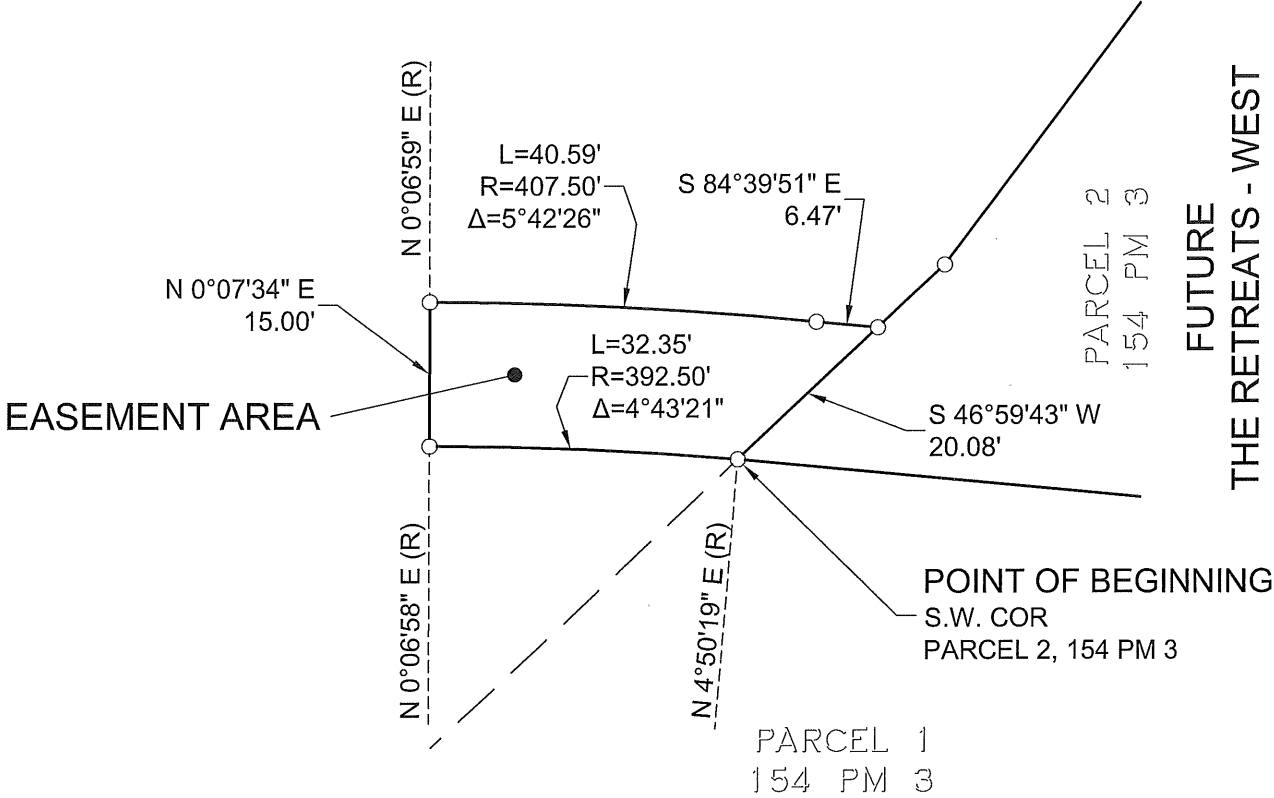 N 0°06'59" E (R)
L=40.59'
R=407.50'
Δ=5°42'26"
S 84°39'51" E
6.47'
N 0°07'34" E
15.00'
L=32.35'
R=392.50'
Δ=4°43'21"
EASEMENT AREA
S 46°59'43" W
20.08'
PARCEL 2
154 PM 3
FUTURE
THE RETREATS - WEST
N 0°06'58" E (R)
N 4°50'19" E (R)
POINT OF BEGINNING
S.W. COR
PARCEL 2, 154 PM 3
PARCEL 1
154 PM 3